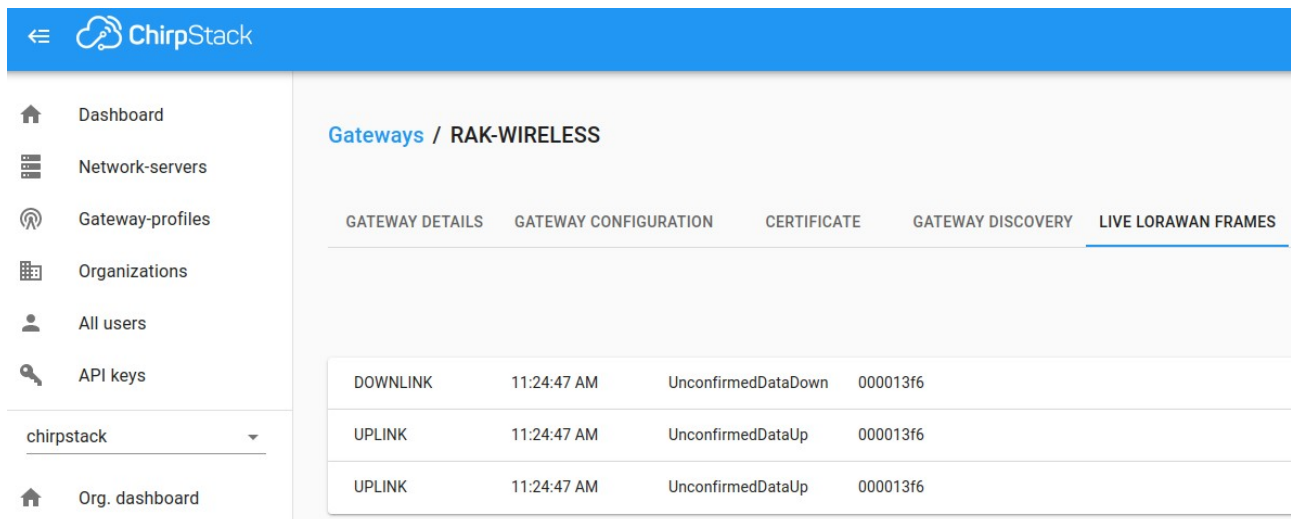 ChirpStack
Dashboard
Network-servers
Gateway-profiles
Organizations
All users
API keys
chirpstack
Org. dashboard
Gateways / RAK-WIRELESS
GATEWAY DETAILS GATEWAY CONFIGURATION CERTIFICATE GATEWAY DISCOVERY LIVE LORAWAN FRAMES
DOWNLINK 11:24:47 AM UnconfirmedDataDown 000013f6
UPLINK 11:24:47 AM UnconfirmedDataUp 000013f6
UPLINK 11:24:47 AM UnconfirmedDataUp 000013f6